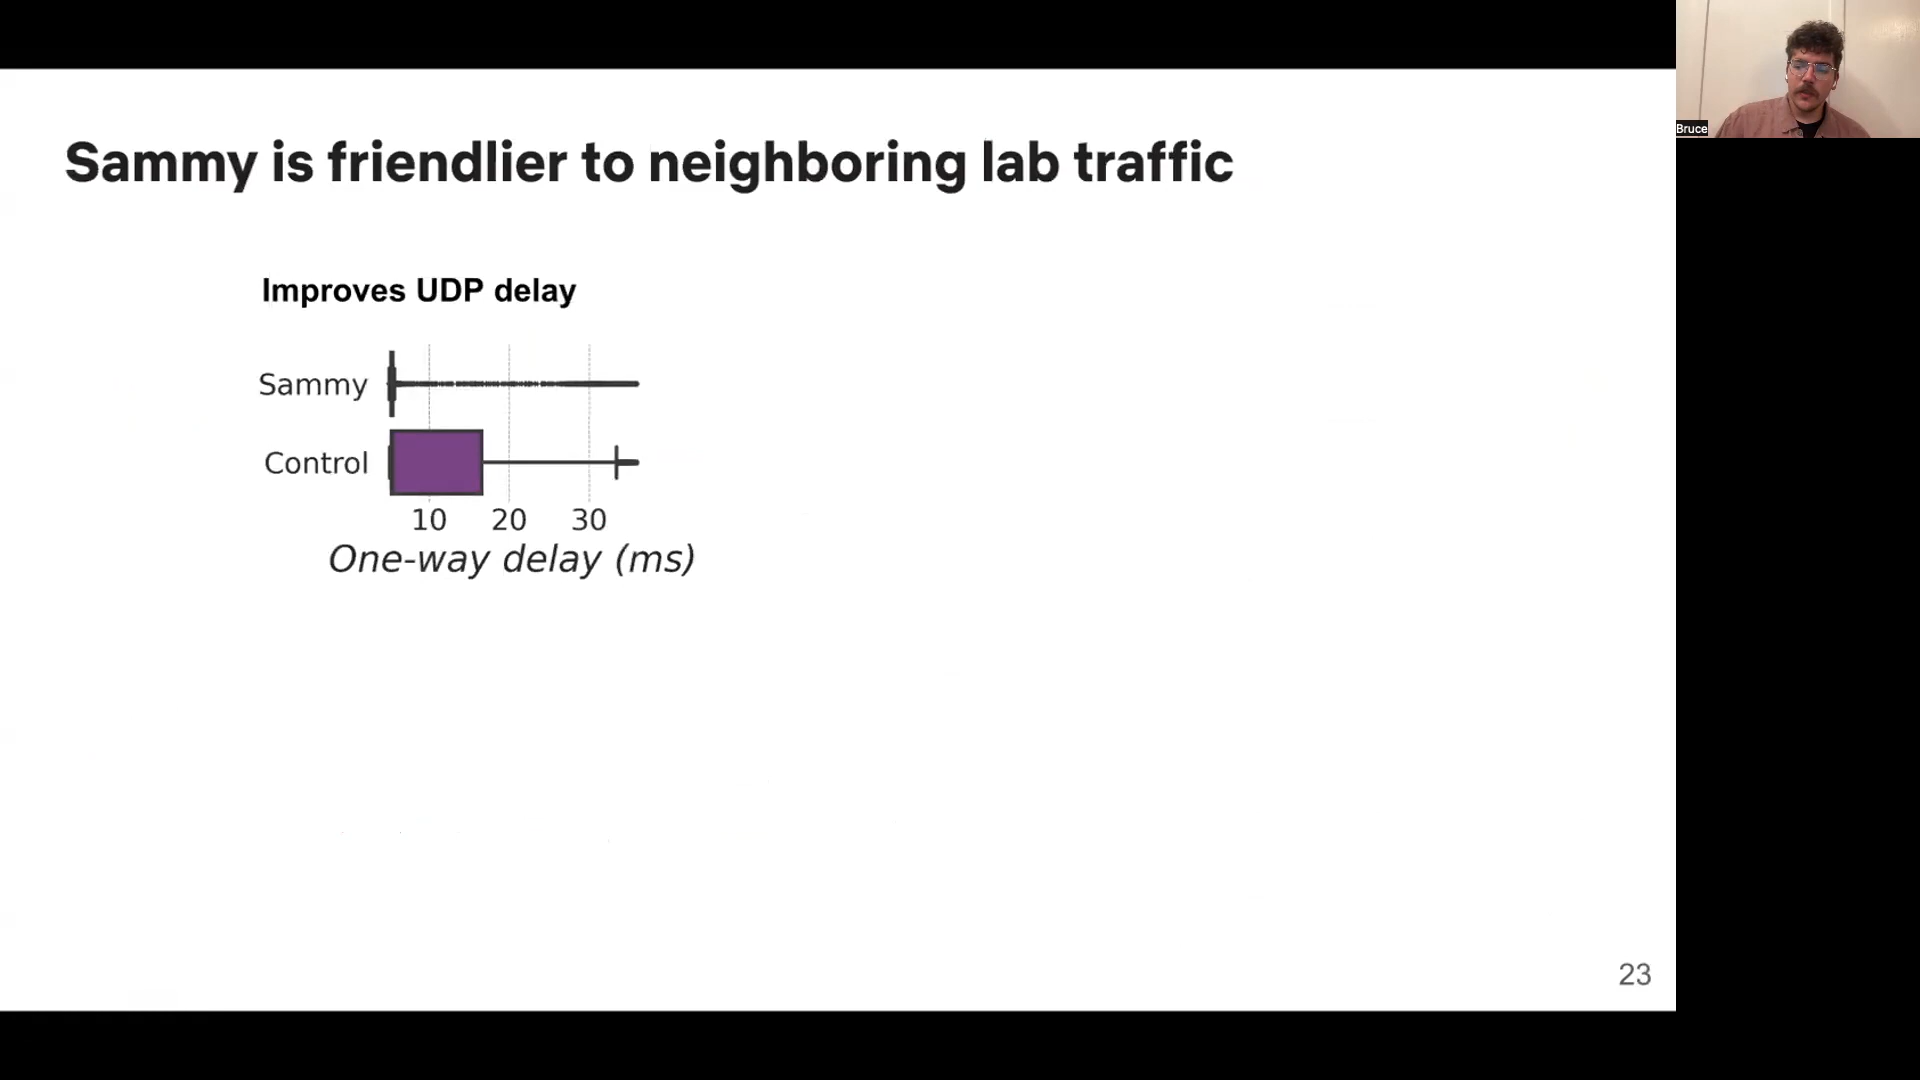 Bruce
Sammy is friendlier to neighboring lab traffic
Improves UDP delay
Sammy
Control
10 20 30
One-way delay (ms)
23